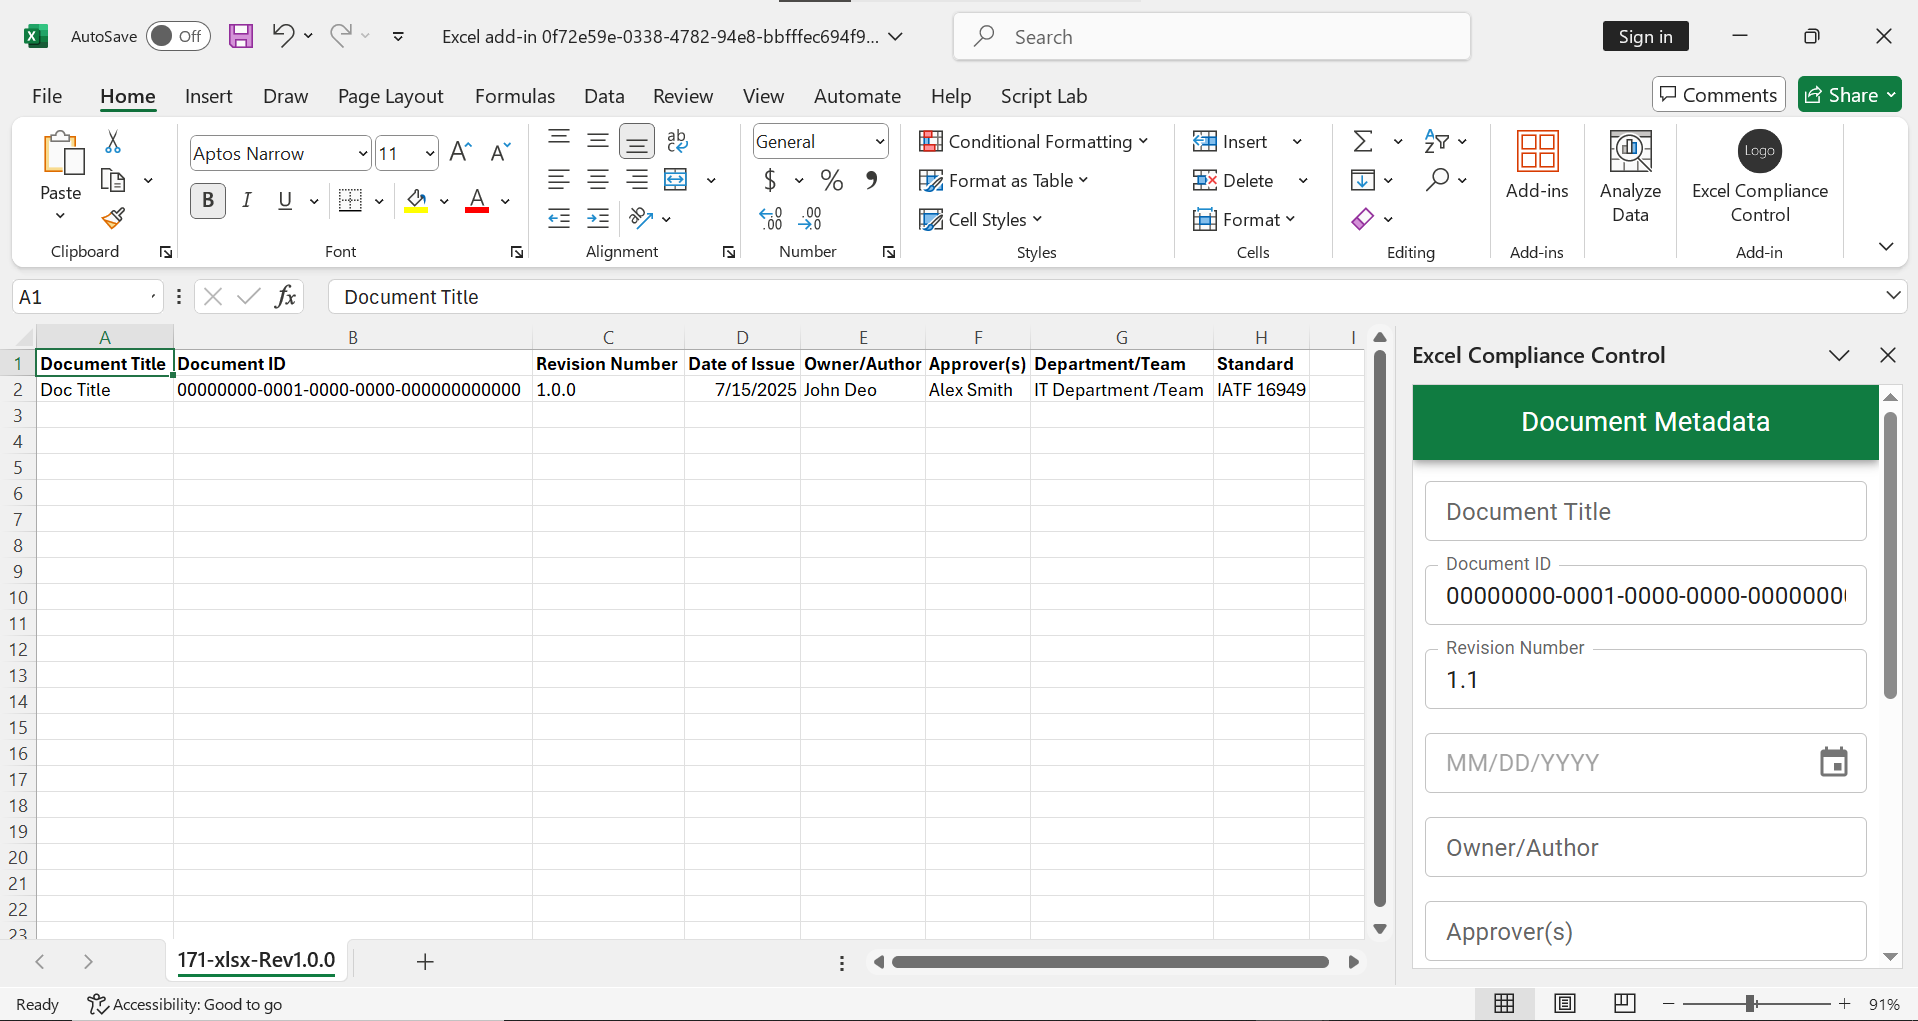 AutoSave Off Excel add-in 0f72e59e-0338-4782-94e8-bbfffec694f9... Search Sign in
File Home Insert Draw Page Layout Formulas Data Review View Automate Help Script Lab Comments Share
Paste
Clipboard
Aptos Narrow 11
B I U A
Font
ab
Alignment
General
$ % 9
Number
Conditional Formatting
Format as Table
Cell Styles
Styles
Insert
Delete
Format
Cells
Editing
Add-ins
Add-ins
Analyze
Data
Logo
Excel Compliance
Control
Add-in
A1 fx Document Title
A B C D E F G H I
1 Document Title Document ID Revision Number Date of Issue Owner/Author Approver(s) Department/Team Standard
2 Doc Title 00000000-0001-0000-0000-000000000000 1.0.0 7/15/2025 John Deo Alex Smith IT Department /Team IATF 16949
3
4
5
6
7
8
9
10
11
12
13
14
15
16
17
18
19
20
21
22
23
Excel Compliance Control
Document Metadata
Document Title
Document ID
00000000-0001-0000-0000-0000000
Revision Number
1.1
MM/DD/YYYY
Owner/Author
Approver(s)
171-xlsx-Rev1.0.0
Ready Accessibility: Good to go 91%